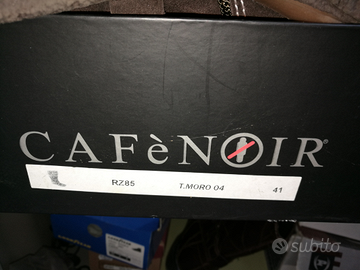 CAFèNOIR®
RZ85 T.MORO 04 41
subito